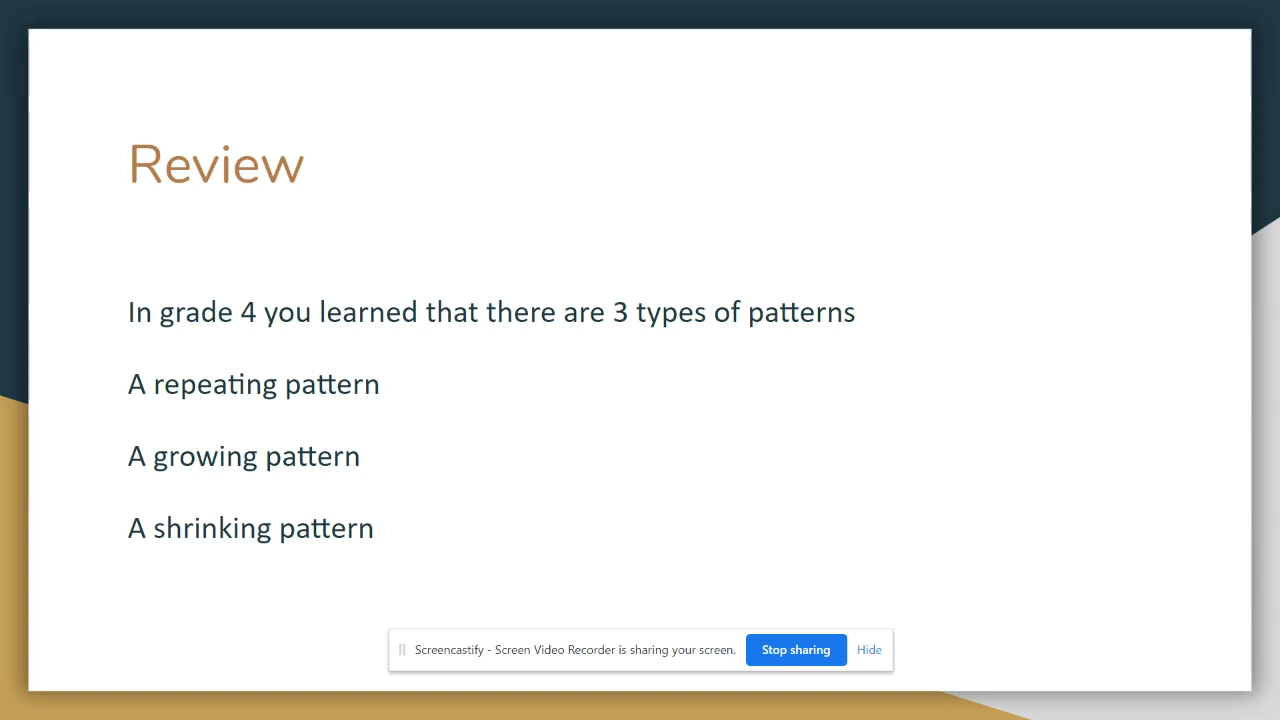 Review
In grade 4 you learned that there are 3 types of patterns
A repeating pattern
A growing pattern
A shrinking pattern
Screencastify - Screen Video Recorder is sharing your screen. Stop sharing Hide